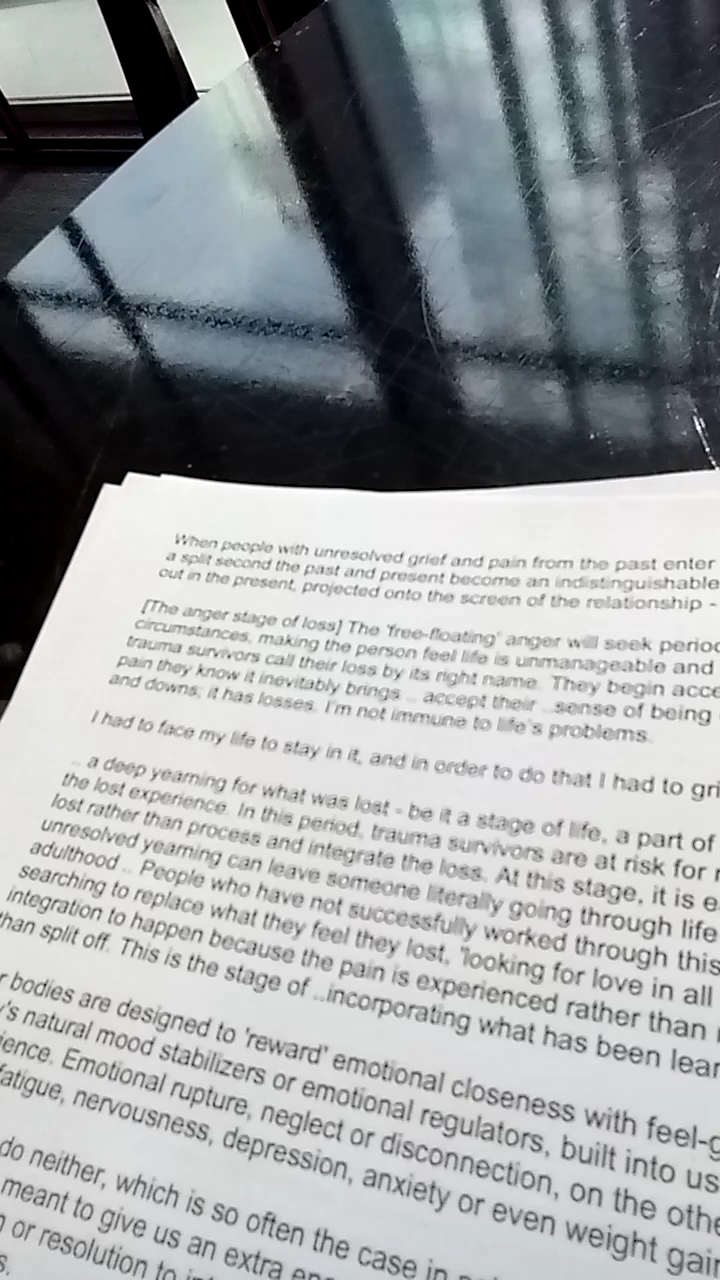 When people with unresolved grief and pain from the past enter
a split second the past and present become an indistinguishable
out in the present, projected onto the screen of the relationship -
[The anger stage of loss] The 'free-floating' anger will seek period
circumstances, making the person feel life is unmanageable and
trauma survivors call their loss by its right name. They begin acce
pain they know it inevitably brings .. accept their ..sense of being
and downs; it has losses. I'm not immune to life's problems.
I had to face my life to stay in it, and in order to do that I had to gri
.. a deep yearning for what was lost - be it a stage of life, a part of
the lost experience. In this period, trauma survivors are at risk for r
lost rather than process and integrate the loss. At this stage, it is e
unresolved yearning can leave someone literally going through life
adulthood .. People who have not successfully worked through this
searching to replace what they feel they lost, 'looking for love in all
integration to happen because the pain is experienced rather than
than split off. This is the stage of ..incorporating what has been lear
r bodies are designed to 'reward' emotional closeness with feel-g
y's natural mood stabilizers or emotional regulators, built into us
ience. Emotional rupture, neglect or disconnection, on the othe
fatigue, nervousness, depression, anxiety or even weight gain
do neither, which is so often the case in
meant to give us an extra
or resolution to
s.